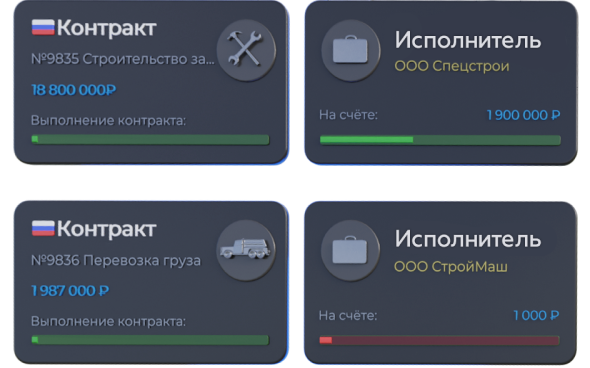 Контракт
№9835 Строительство за...
18 800 000₽
Выполнение контракта:
Исполнитель
ООО Спецстрои
На счёте:
1 900 000 ₽
Контракт
№9836 Перевозка груза
1 987 000 ₽
Выполнение контракта:
Исполнитель
ООО СтройМаш
На счёте:
1 000 ₽